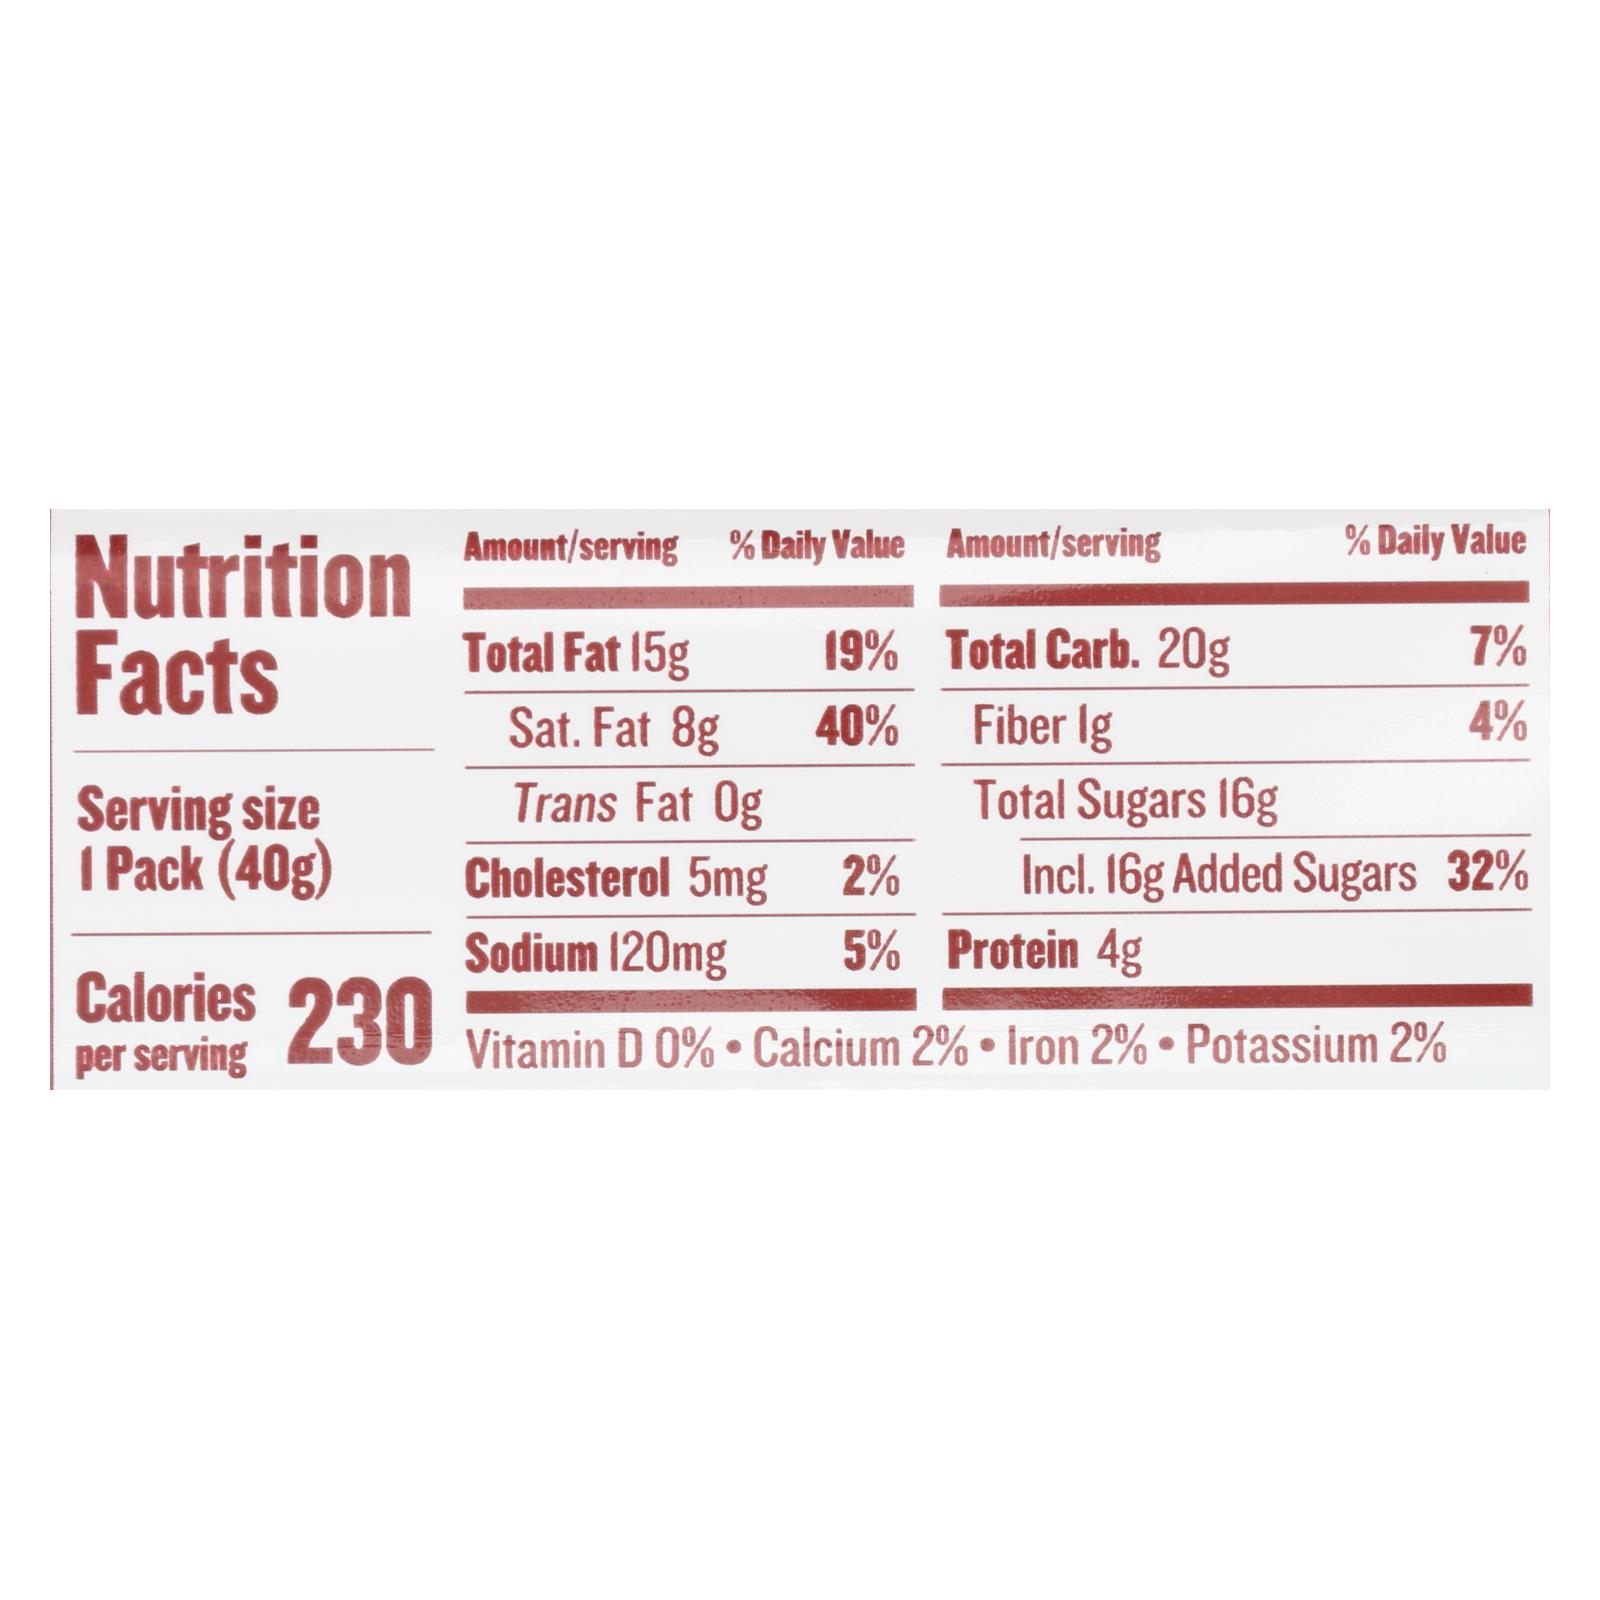 Nutrition
Facts
Serving size
1 Pack (40g)
Calories 230
per serving
Amount/serving % Daily Value
Total Fat 15g 19%
Sat. Fat 8g 40%
Trans Fat 0g
Cholesterol 5mg 2%
Sodium 120mg 5%
Amount/serving % Daily Value
Total Carb. 20g 7%
Fiber 1g 4%
Total Sugars 16g
Incl. 16g Added Sugars 32%
Protein 4g
Vitamin D 0% • Calcium 2% • Iron 2% • Potassium 2%